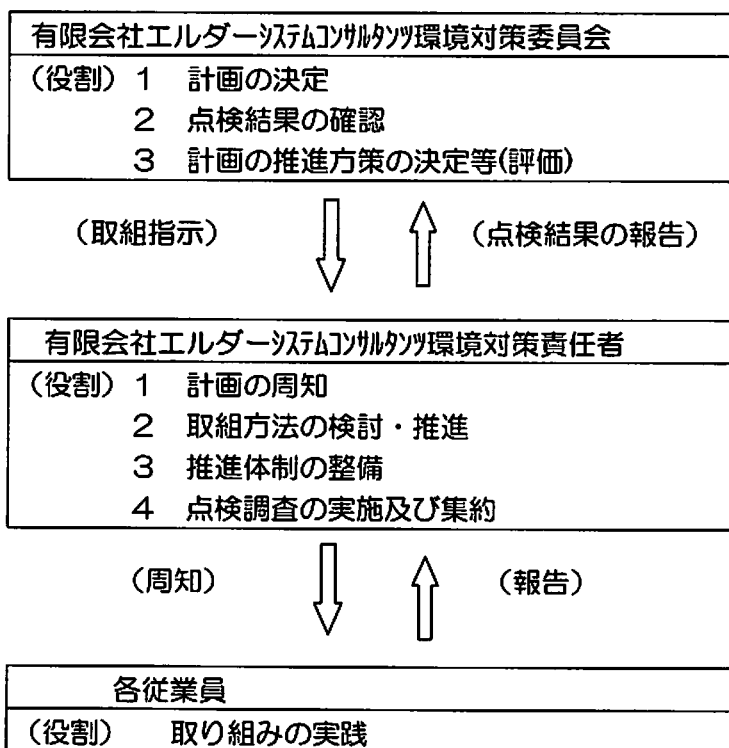 有限会社エルダーｼｽﾃﾑｺﾝｻﾙﾀﾝﾂ環境対策委員会
（役割）１　計画の決定
２　点検結果の確認
３　計画の推進方策の決定等(評価)
（取組指示）　（点検結果の報告）
有限会社エルダーｼｽﾃﾑｺﾝｻﾙﾀﾝﾂ環境対策責任者
（役割）１　計画の周知
２　取組方法の検討・推進
３　推進体制の整備
４　点検調査の実施及び集約
（周知）　（報告）
各従業員
（役割）　取り組みの実践